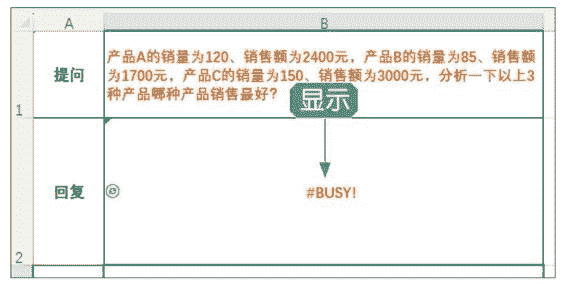 A B
提问 产品A的销量为120、销售额为2400元，产品B的销量为85、销售额
为1700元，产品C的销量为150、销售额为3000元，分析一下以上3
种产品哪种产品销售最好？
显示
1
回复 #BUSY!
2